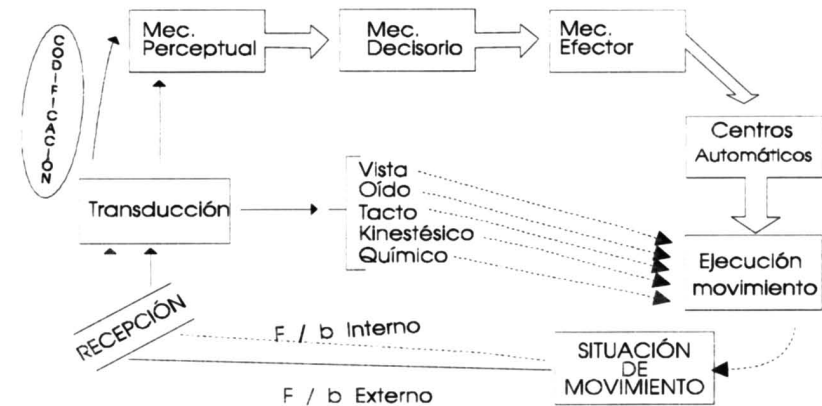 CODIFICACIÓN
Mec.
Perceptual
Mec.
Decisorio
Mec.
Efector
Centros
Automáticos
Transducción
Vista
Oído
Tacto
Kinestésico
Químico
Ejecución
movimiento
RECEPCIÓN
F / b Interno
F / b Externo
SITUACIÓN
DE
MOVIMIENTO